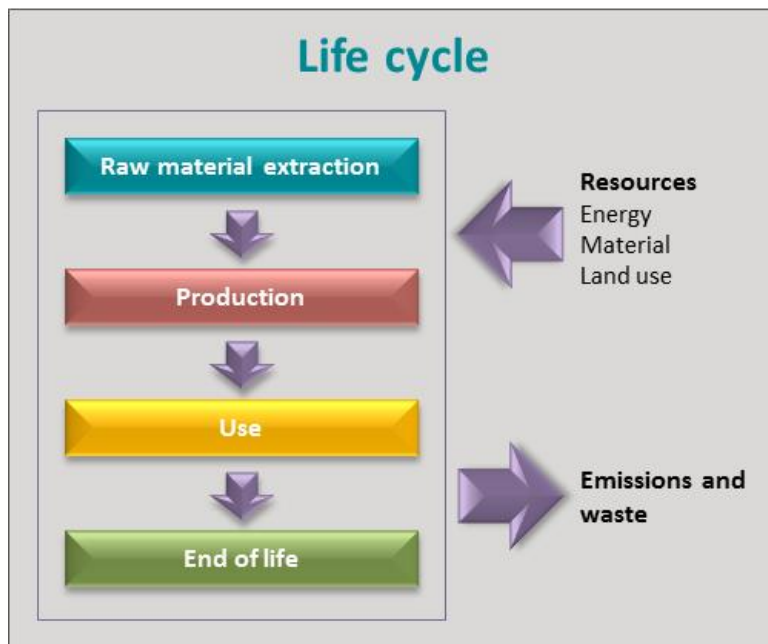 Life cycle
Raw material extraction
Production
Use
End of life
Resources
Energy
Material
Land use
Emissions and
waste